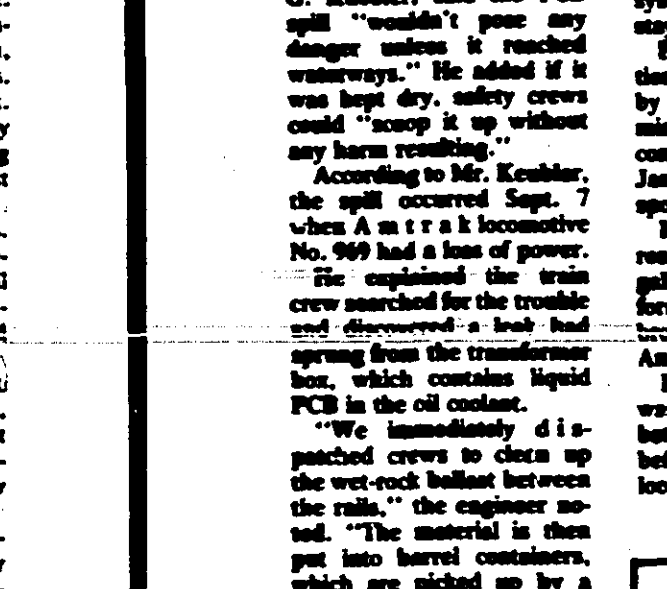 spill "wouldn't pose any
danger unless it reached
waterways." He added if it
was kept dry, safety crews
could "scoop it up without
any harm resulting."
According to Mr. Keubler,
the spill occurred Sept. 7
when A m t r a k locomotive
No. 969 had a loss of power.
He explained the train
crew searched for the trouble
and discovered a leak had
sprung from the transformer
box, which contains liquid
PCB in the oil coolant.
"We immediately d i s-
patched crews to clean up
the wet-rock ballast between
the rails," the engineer no-
ted. "The material is then
put into barrel containers,
which are picked up by a